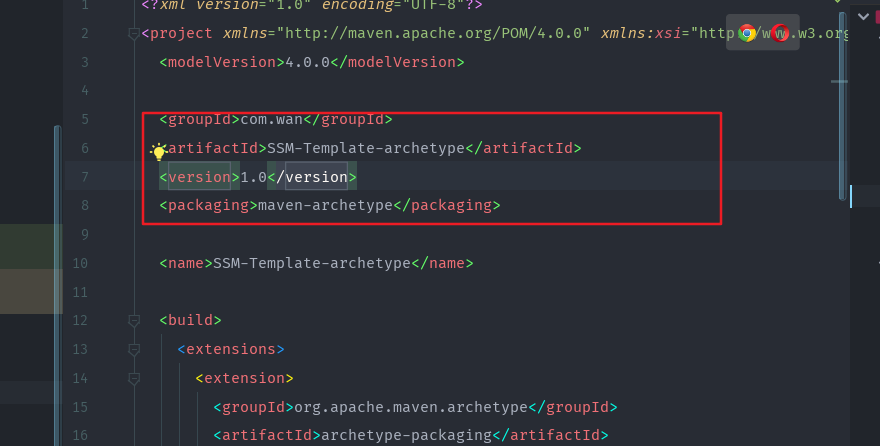 1 <?xml version="1.0" encoding="UTF-8"?>
2 <project xmlns="http://maven.apache.org/POM/4.0.0" xmlns:xsi="http://www.w3.org
3 <modelVersion>4.0.0</modelVersion>
4
5 <groupId>com.wan</groupId>
6 <artifactId>SSM-Template-archetype</artifactId>
7 <version>1.0</version>
8 <packaging>maven-archetype</packaging>
9
10 <name>SSM-Template-archetype</name>
11
12 <build>
13 <extensions>
14 <extension>
15 <groupId>org.apache.maven.archetype</groupId>
16 <artifactId>archetype-packaging</artifactId>